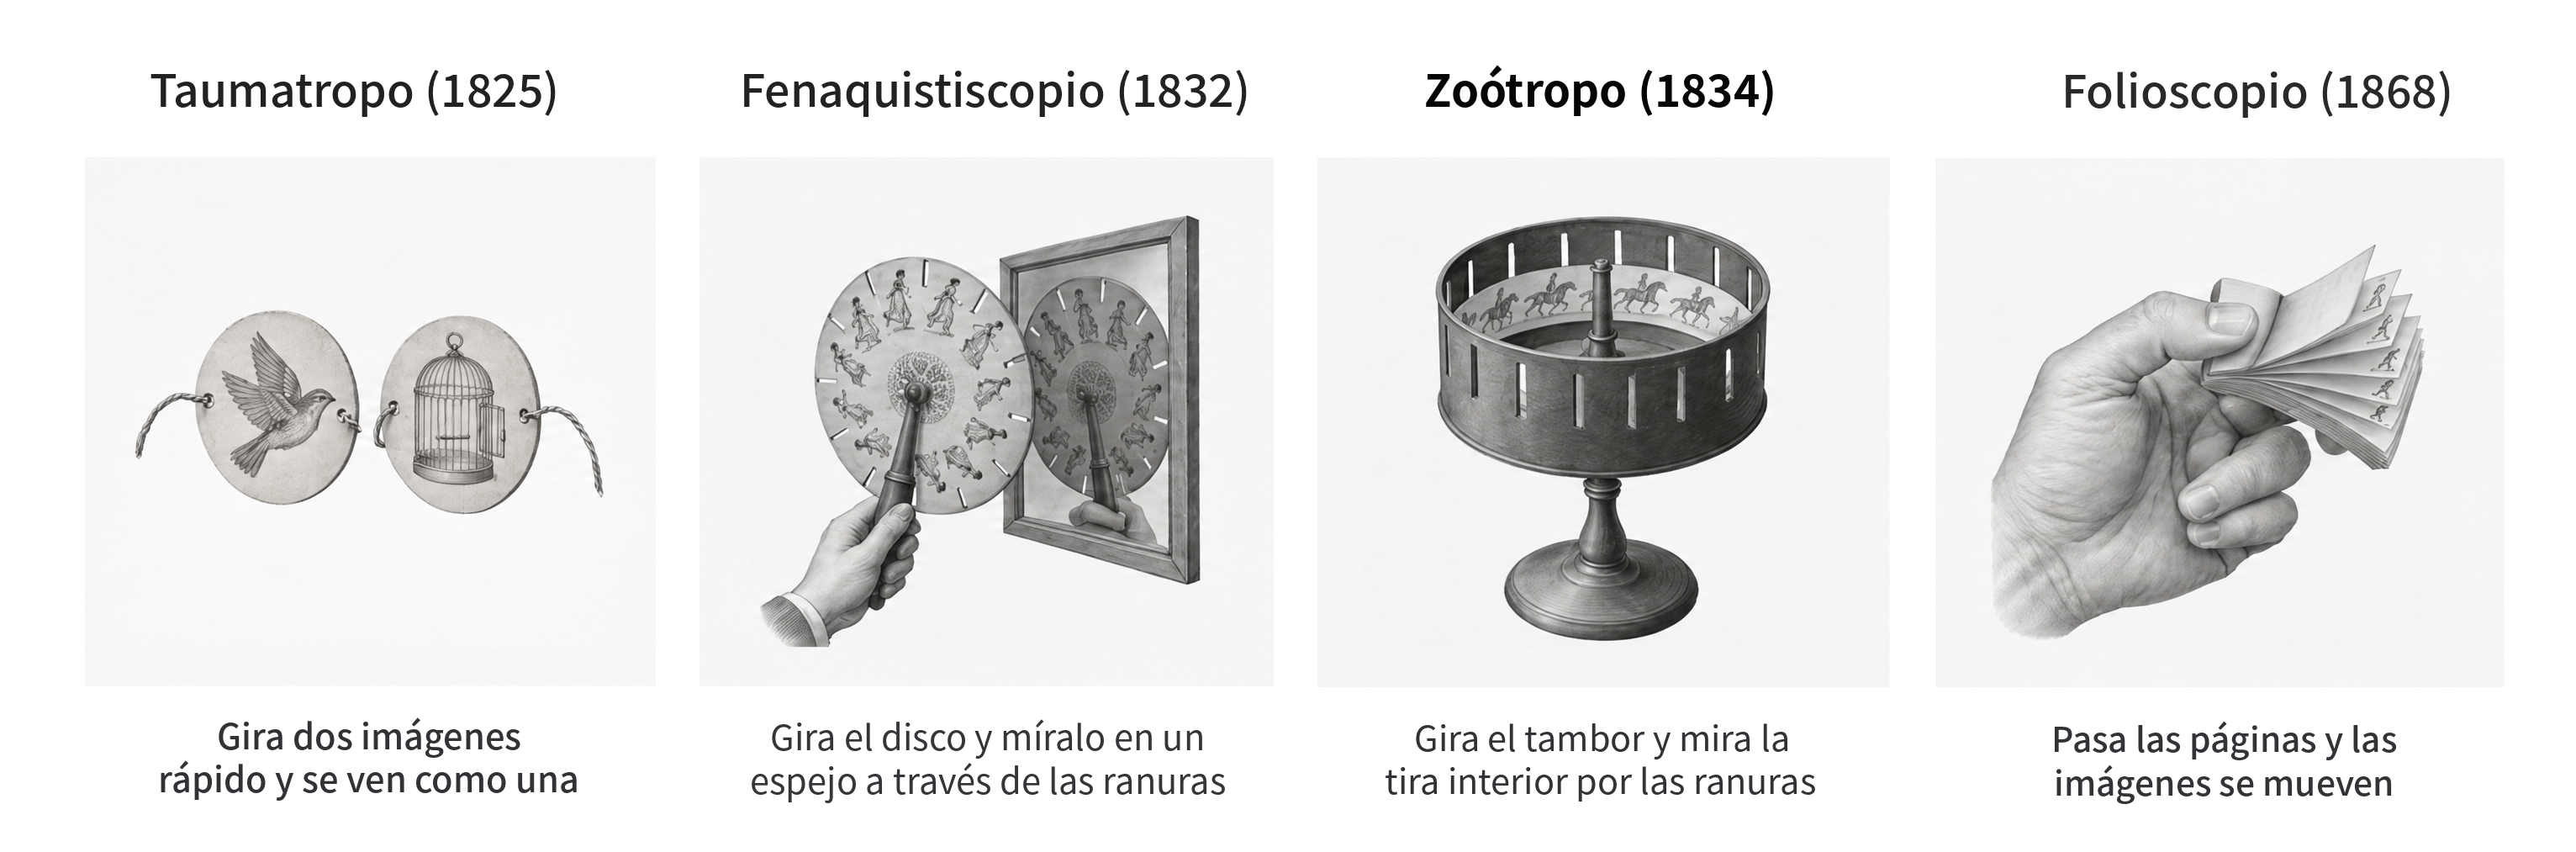 Taumatropo (1825)
Fenaquistiscopio (1832)
Zoótropo (1834)
Folioscopio (1868)
Gira dos imágenes
rápido y se ven como una
Gira el disco y míralo en un
espejo a través de las ranuras
Gira el tambor y mira la
tira interior por las ranuras
Pasa las páginas y las
imágenes se mueven